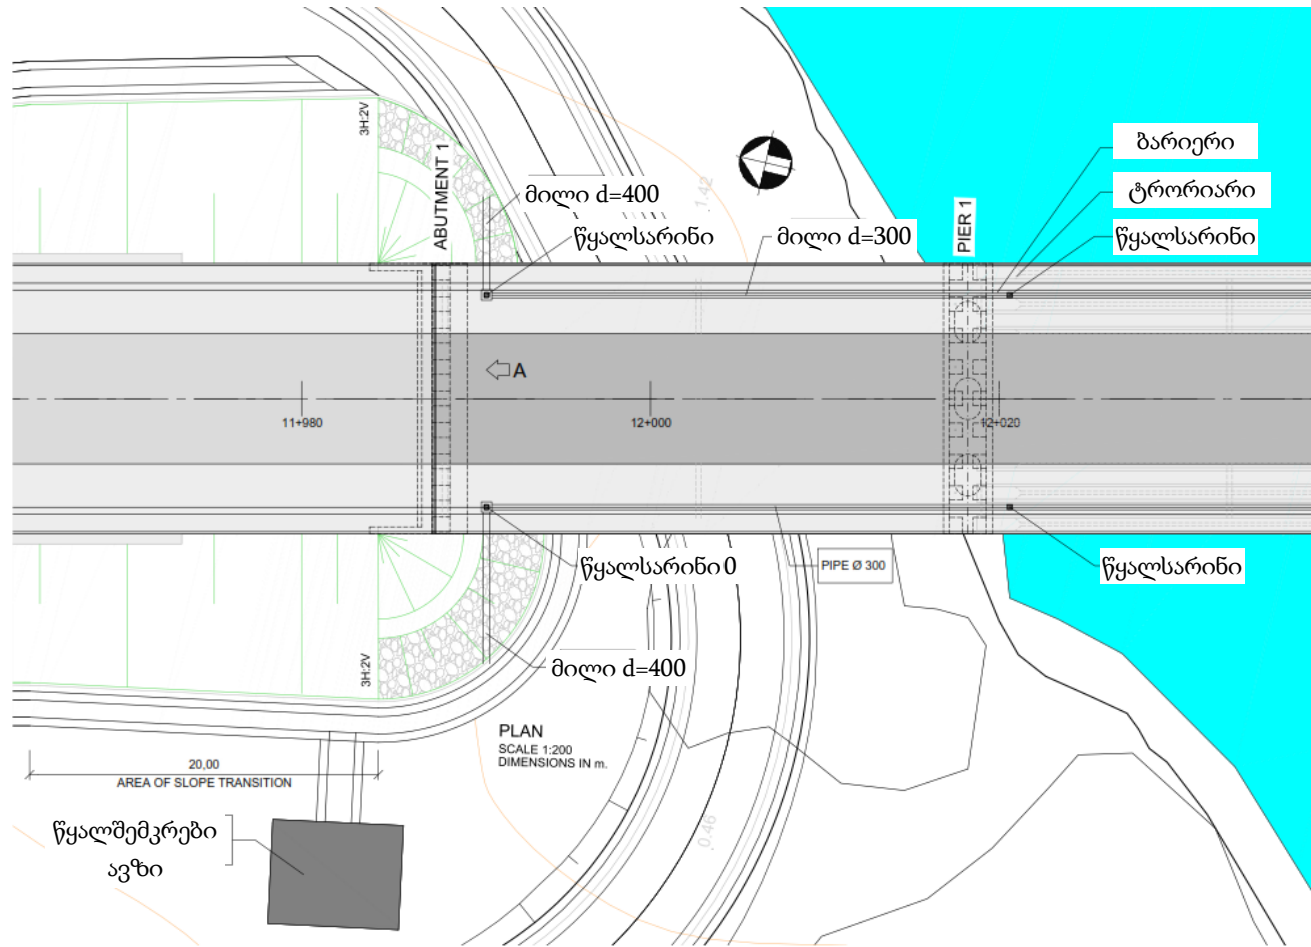 3H:2V
ABUTMENT 1
მილი d=400
წყალსარინი
.1.42
მილი d=300
PIER 1
ბარიერი
ტრორიარი
წყალსარინი
A
11+980
12+000
12+020
წყალსარინი 0
PIPE Ø 300
წყალსარინი
3H:2V
მილი d=400
PLAN
SCALE 1:200
DIMENSIONS IN m.
20,00
AREA OF SLOPE TRANSITION
.0.46
წყალშემკრები
ავზი